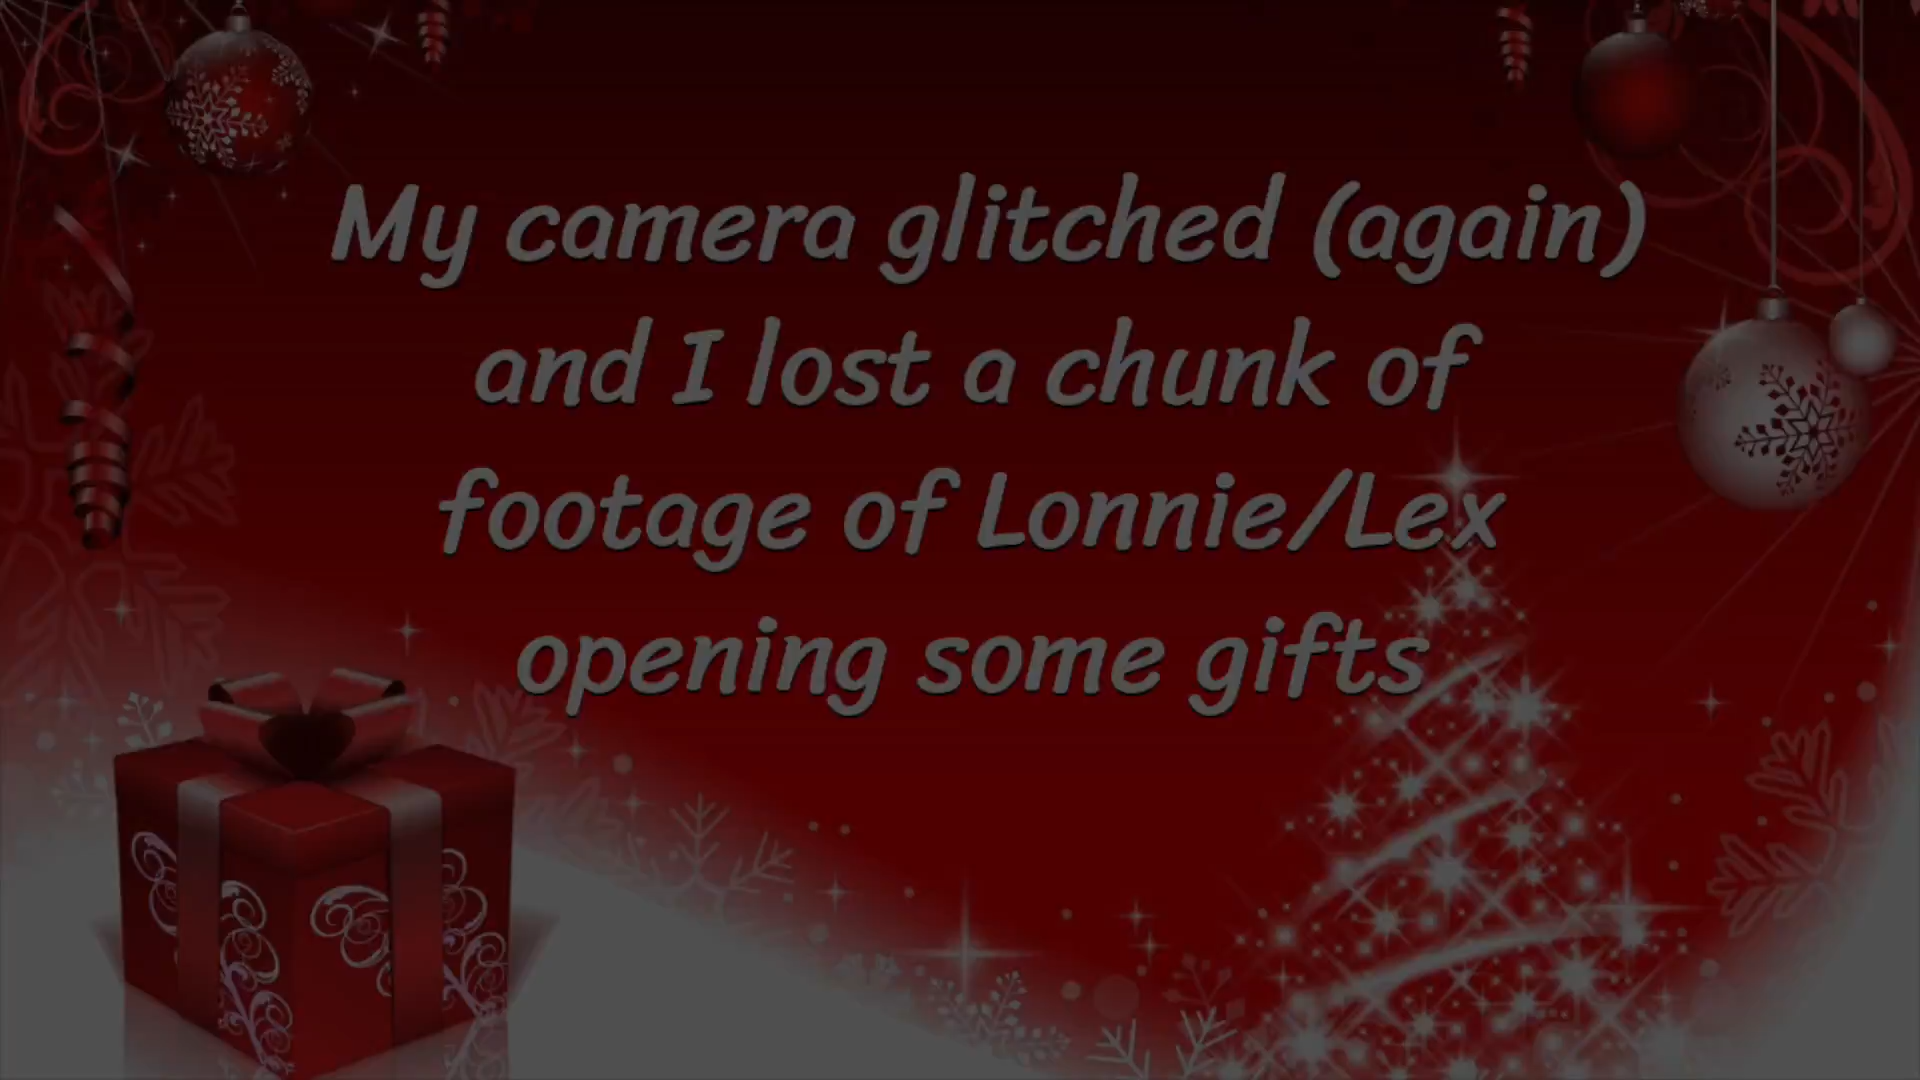 My camera glitched (again)
and I lost a chunk of
footage of Lonnie/Lex
opening some gifts